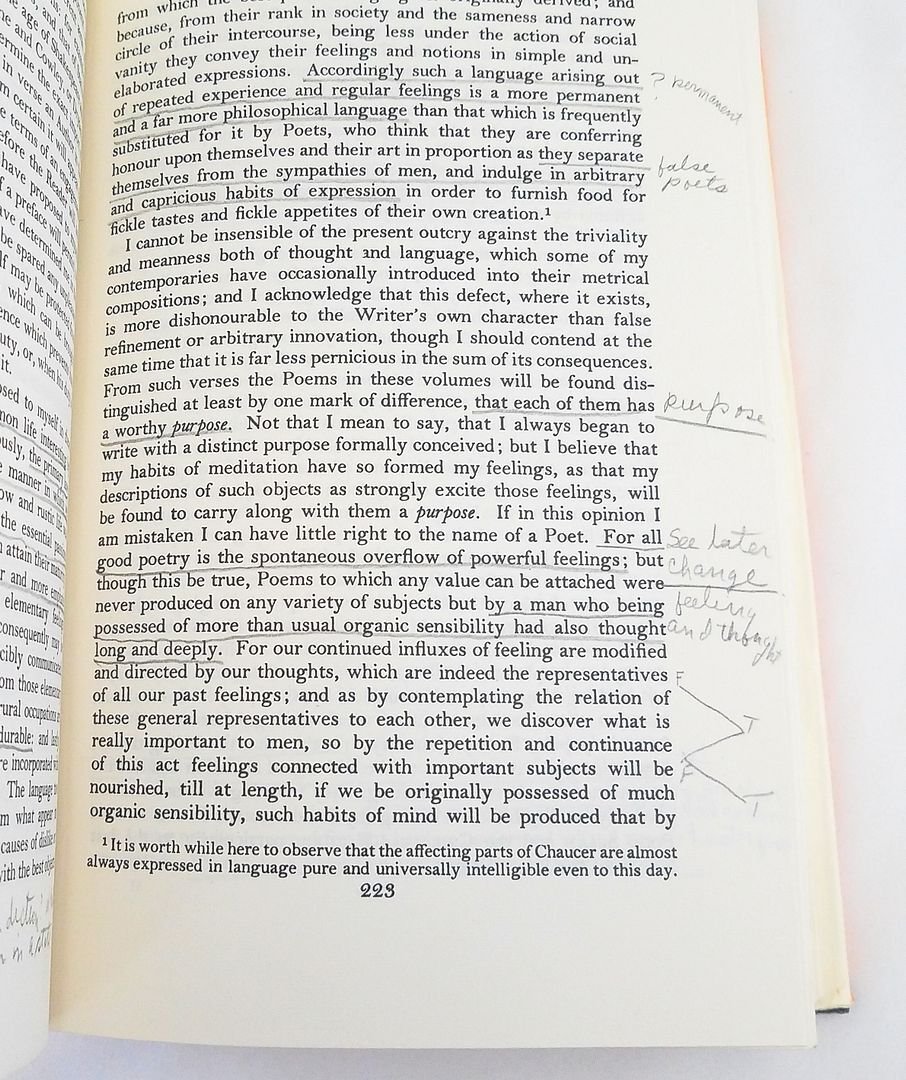 from which the best
because, from their rank in society and the sameness and narrow
circle of their intercourse, being less under the action of social
vanity they convey their feelings and notions in simple and un-
elaborated expressions. Accordingly such a language arising out
? permanent
of repeated experience and regular feelings is a more permanent
and a far more philosophical language than that which is frequently
substituted for it by Poets, who think that they are conferring
honour upon themselves and their art in proportion as they separate
false
themselves from the sympathies of men, and indulge in arbitrary
poets
and capricious habits of expression in order to furnish food for
fickle tastes and fickle appetites of their own creation.¹
I cannot be insensible of the present outcry against the triviality
and meanness both of thought and language, which some of my
contemporaries have occasionally introduced into their metrical
compositions; and I acknowledge that this defect, where it exists,
is more dishonourable to the Writer's own character than false
refinement or arbitrary innovation, though I should contend at the
same time that it is far less pernicious in the sum of its consequences.
From such verses the Poems in these volumes will be found dis-
tinguished at least by one mark of difference, that each of them has
purpose
a worthy purpose. Not that I mean to say, that I always began to
write with a distinct purpose formally conceived; but I believe that
my habits of meditation have so formed my feelings, as that my
descriptions of such objects as strongly excite those feelings, will
be found to carry along with them a purpose. If in this opinion I
am mistaken I can have little right to the name of a Poet. For all
See later
good poetry is the spontaneous overflow of powerful feelings; but
change
though this be true, Poems to which any value can be attached were
never produced on any variety of subjects but by a man who being
feeling
possessed of more than usual organic sensibility had also thought
and thought
long and deeply. For our continued influxes of feeling are modified
and directed by our thoughts, which are indeed the representatives
F
of all our past feelings; and as by contemplating the relation of
these general representatives to each other, we discover what is
T
really important to men, so by the repetition and continuance
of this act feelings connected with important subjects will be
F
nourished, till at length, if we be originally possessed of much
T
organic sensibility, such habits of mind will be produced that by
¹ It is worth while here to observe that the affecting parts of Chaucer are almost
always expressed in language pure and universally intelligible even to this day.
223